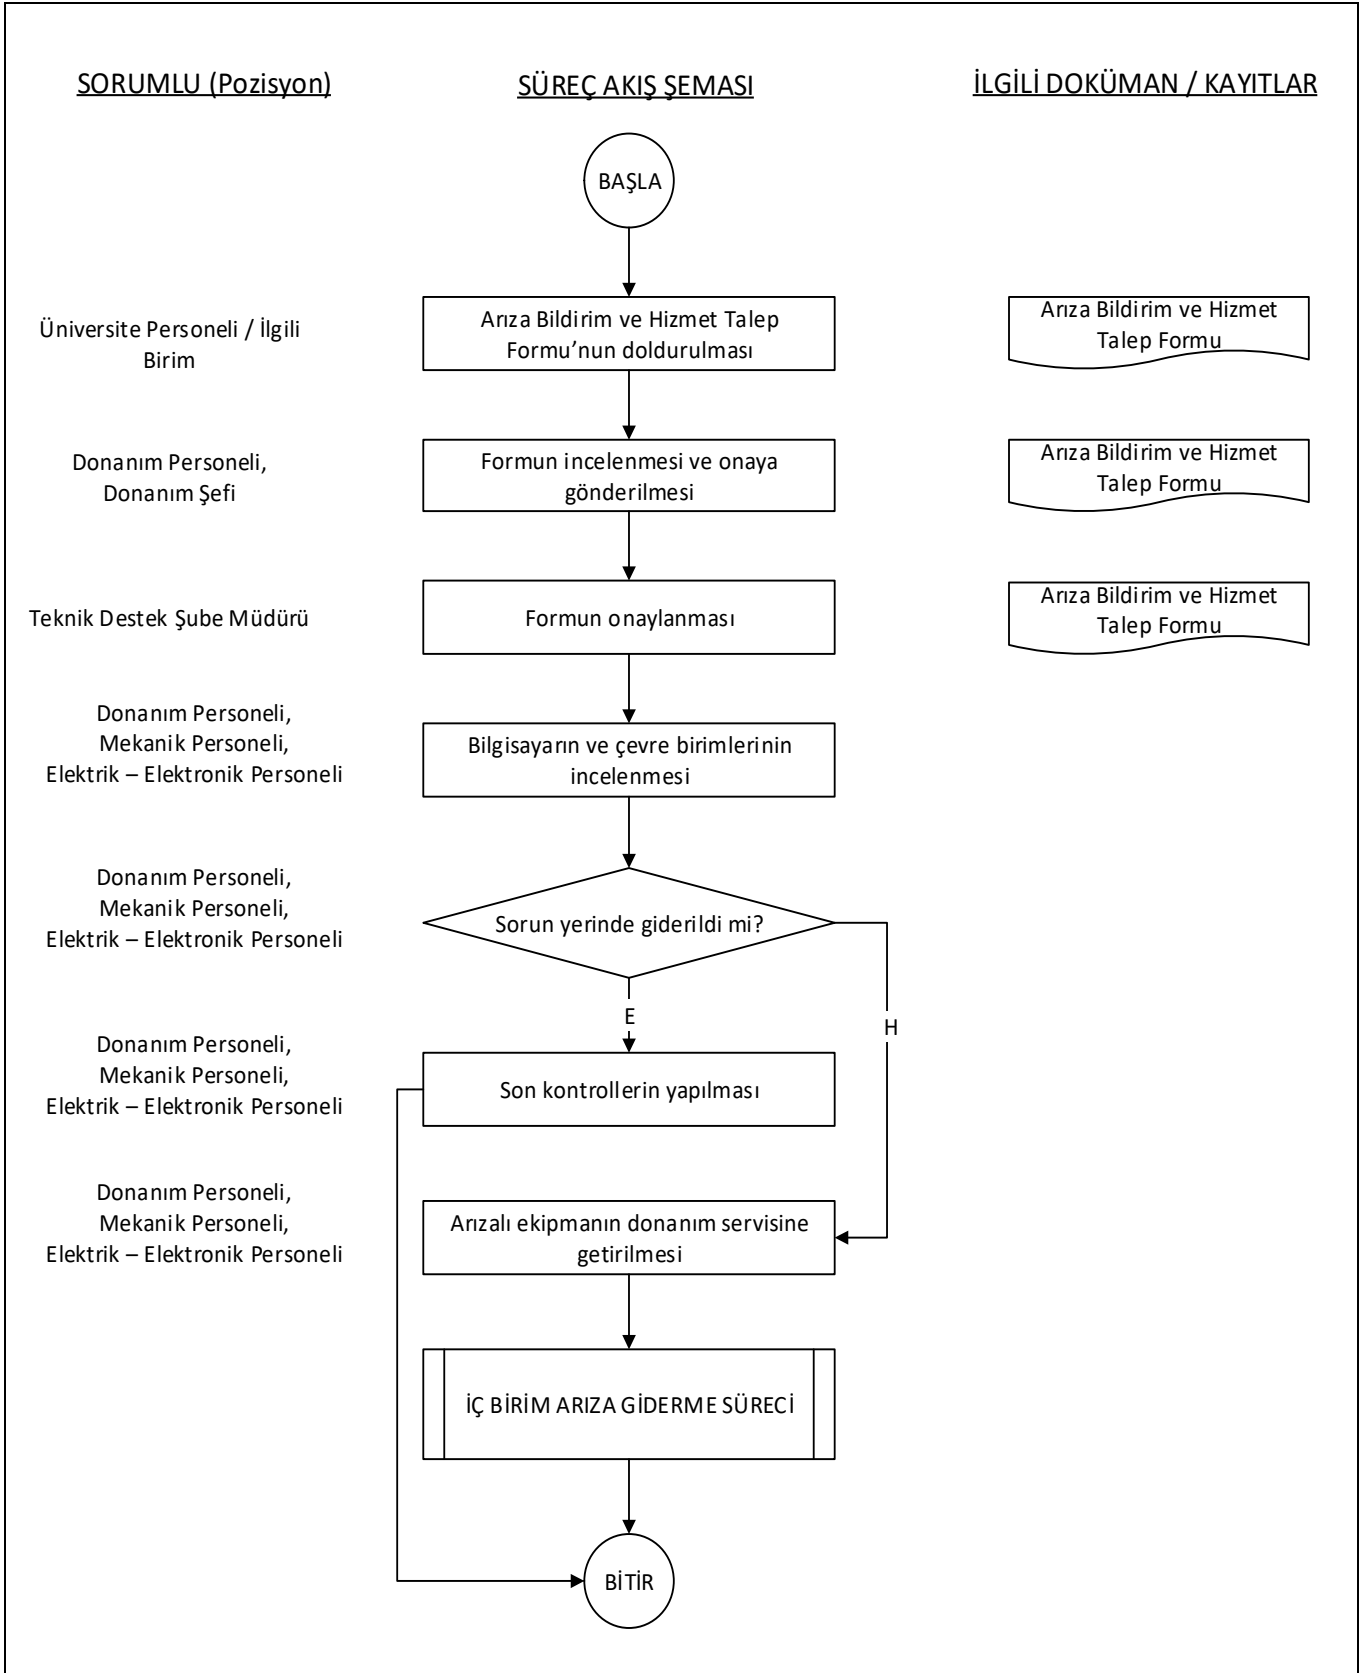 SORUMLU (Pozisyon)
SÜREÇ AKIŞ ŞEMASI
İLGİLİ DOKÜMAN / KAYITLAR
BAŞLA
Üniversite Personeli / İlgili
Birim
Arıza Bildirim ve Hizmet Talep
Formu’nun doldurulması
Arıza Bildirim ve Hizmet
Talep Formu
Donanım Personeli,
Donanım Şefi
Formun incelenmesi ve onaya
gönderilmesi
Arıza Bildirim ve Hizmet
Talep Formu
Teknik Destek Şube Müdürü
Formun onaylanması
Arıza Bildirim ve Hizmet
Talep Formu
Donanım Personeli,
Mekanik Personeli,
Elektrik – Elektronik Personeli
Bilgisayarın ve çevre birimlerinin
incelenmesi
Donanım Personeli,
Mekanik Personeli,
Elektrik – Elektronik Personeli
Sorun yerinde giderildi mi?
E
H
Donanım Personeli,
Mekanik Personeli,
Elektrik – Elektronik Personeli
Son kontrollerin yapılması
Donanım Personeli,
Mekanik Personeli,
Elektrik – Elektronik Personeli
Arızalı ekipmanın donanım servisine
getirilmesi
İÇ BİRİM ARIZA GİDERME SÜRECİ
BİTİR